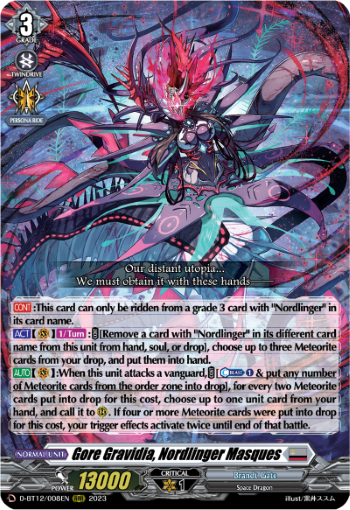 3
GRADE
TWINDRIVE
PERSONA RIDE
Our distant utopia...
We must obtain it with these hands——
CONT :This card can only be ridden from a grade 3 card with "Nordlinger" in
its card name.
ACT 1/Turn : [Remove a card with "Nordlinger" in its different card
name from this unit from hand, soul, or drop], choose up to three Meteorite
cards from your drop, and put them into hand.
AUTO :When this unit attacks a vanguard, & put any
number of Meteorite cards from the order zone into drop], for every two Meteorite
cards put into drop for this cost, choose up to one unit card from your
hand, and call it to . If four or more Meteorite cards were put into drop
for this cost, your trigger effects activate twice until end of that battle.
NORMAL UNIT
Gore Gravidia, Nordlinger Masques
POWER
13000
CRITICAL
1
Brandt Gate
Space Dragon
D-BT12/008EN RRR 2023
illust/黒井ススム